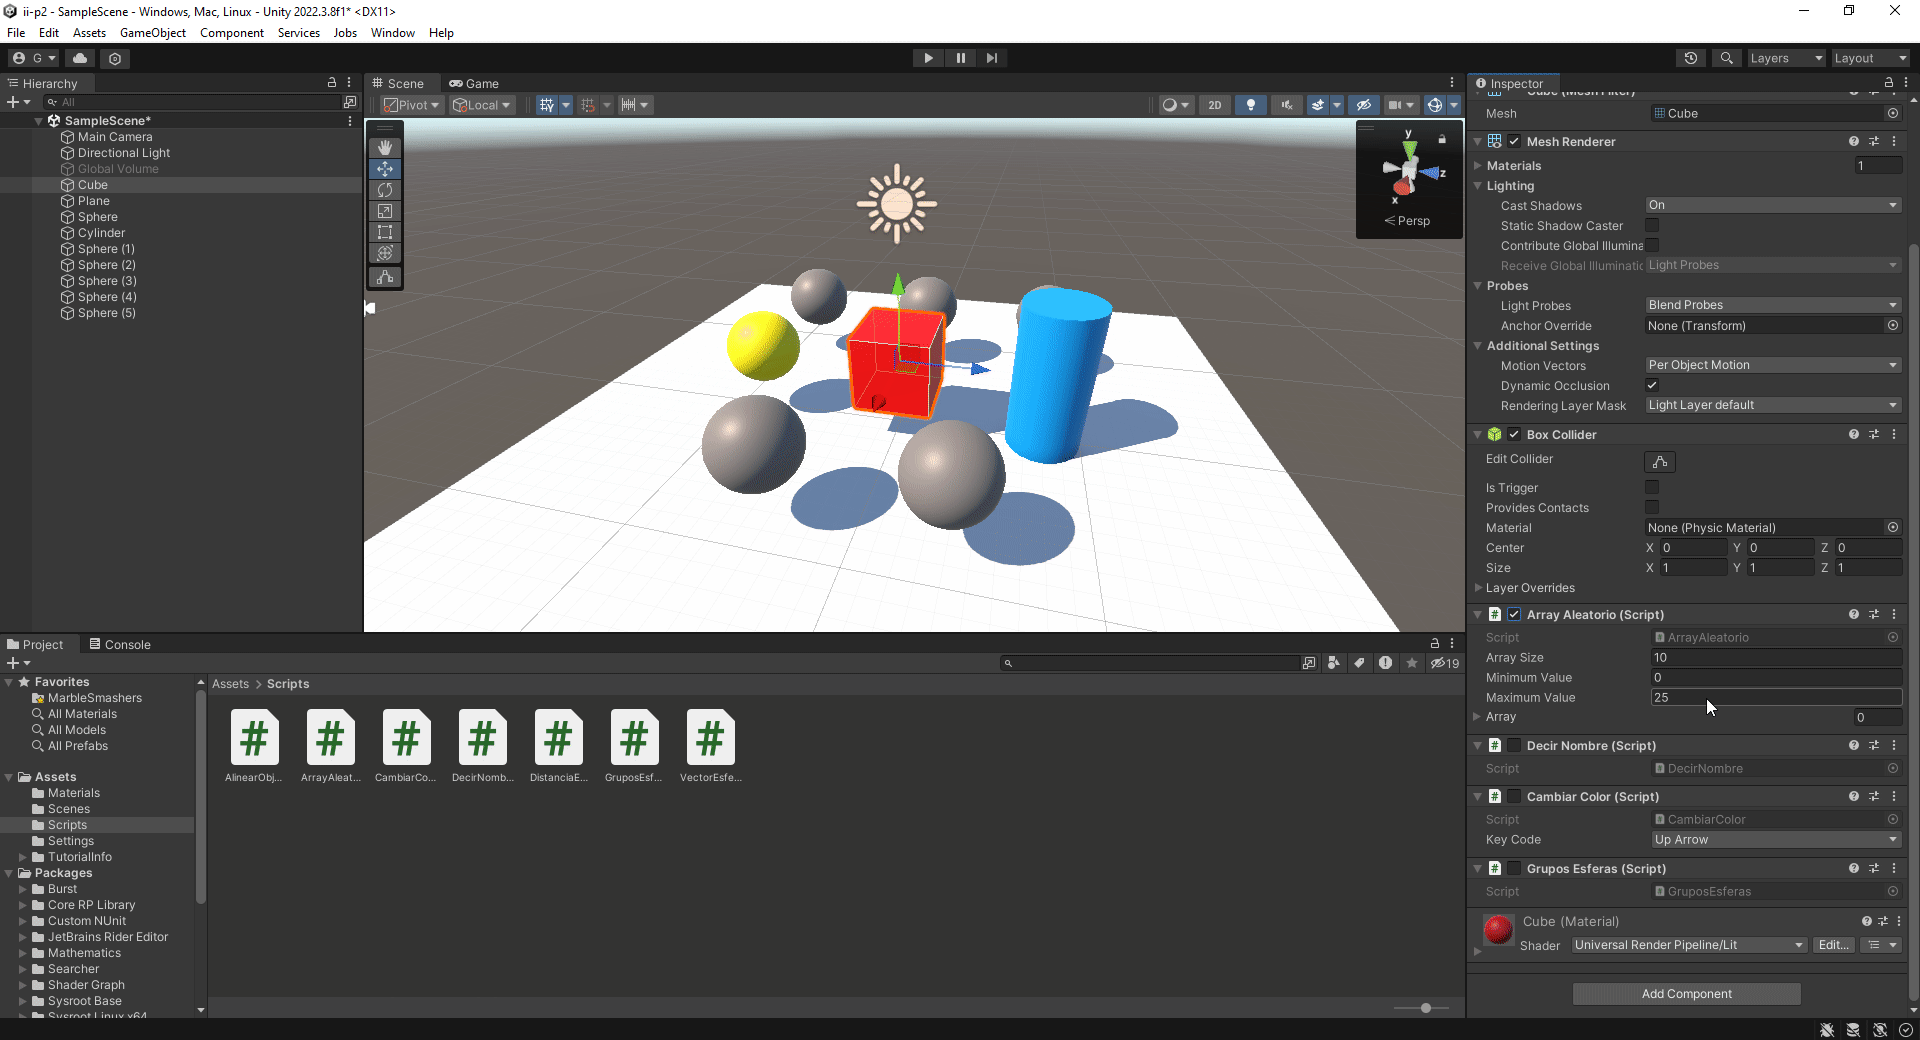 ii-p2 - SampleScene - Windows, Mac, Linux - Unity 2022.3.8f1* <DX11>
File Edit Assets GameObject Component Services Jobs Window Help
G Layers Layout
Hierarchy
All
SampleScene*
Main Camera
Directional Light
Global Volume
Cube
Plane
Sphere
Cylinder
Sphere (1)
Sphere (2)
Sphere (3)
Sphere (4)
Sphere (5)
Scene Game
Pivot Local 2D
y
z
x
Persp
Inspector
Cube (Mesh Filter)
Mesh Cube
Mesh Renderer
Materials 1
Lighting
Cast Shadows On
Static Shadow Caster
Contribute Global Illumina
Receive Global Illuminatic Light Probes
Probes
Light Probes Blend Probes
Anchor Override None (Transform)
Additional Settings
Motion Vectors Per Object Motion
Dynamic Occlusion
Rendering Layer Mask Light Layer default
Box Collider
Edit Collider
Is Trigger
Provides Contacts
Material None (Physic Material)
Center X 0 Y 0 Z 0
Size X 1 Y 1 Z 1
Layer Overrides
# Array Aleatorio (Script)
Script ArrayAleatorio
Array Size 10
Minimum Value 0
Maximum Value 25
Array 0
# Decir Nombre (Script)
Script DecirNombre
# Cambiar Color (Script)
Script CambiarColor
Key Code Up Arrow
# Grupos Esferas (Script)
Script GruposEsferas
Cube (Material)
Shader Universal Render Pipeline/Lit Edit...
Add Component
Project Console
19
Favorites
MarbleSmashers
All Materials
All Models
All Prefabs
Assets
Materials
Scenes
Scripts
Settings
TutorialInfo
Packages
Burst
Core RP Library
Custom NUnit
JetBrains Rider Editor
Mathematics
Searcher
Shader Graph
Sysroot Base
Sysroot Linux x64
Assets > Scripts
# # # # # # #
AlinearObj... ArrayAleat... CambiarCo... DecirNomb... DistanciaE... GruposEsf... VectorEsfe...